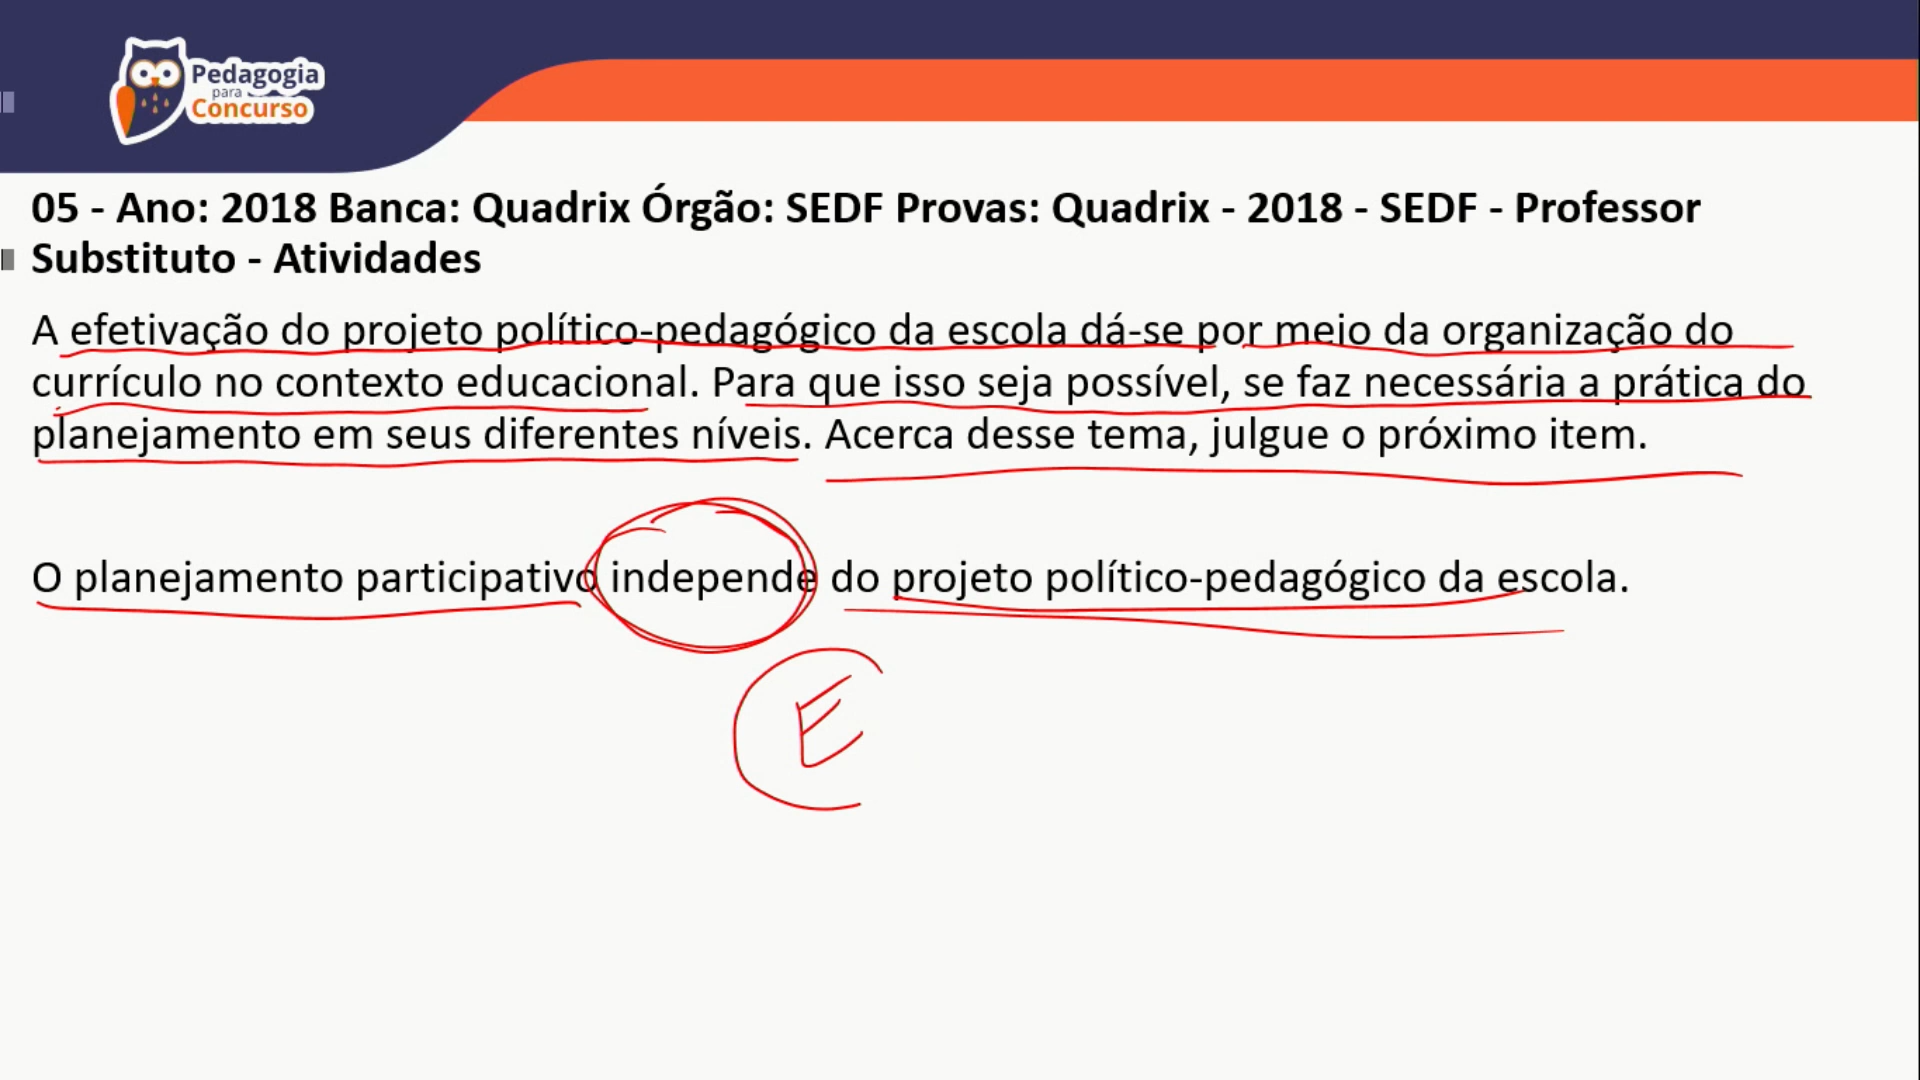 Pedagogia
para
Concurso
05 - Ano: 2018 Banca: Quadrix Órgão: SEDF Provas: Quadrix - 2018 - SEDF - Professor
Substituto - Atividades
A efetivação do projeto político-pedagógico da escola dá-se por meio da organização do
currículo no contexto educacional. Para que isso seja possível, se faz necessária a prática do
planejamento em seus diferentes níveis. Acerca desse tema, julgue o próximo item.
O planejamento participativo independe do projeto político-pedagógico da escola.
E